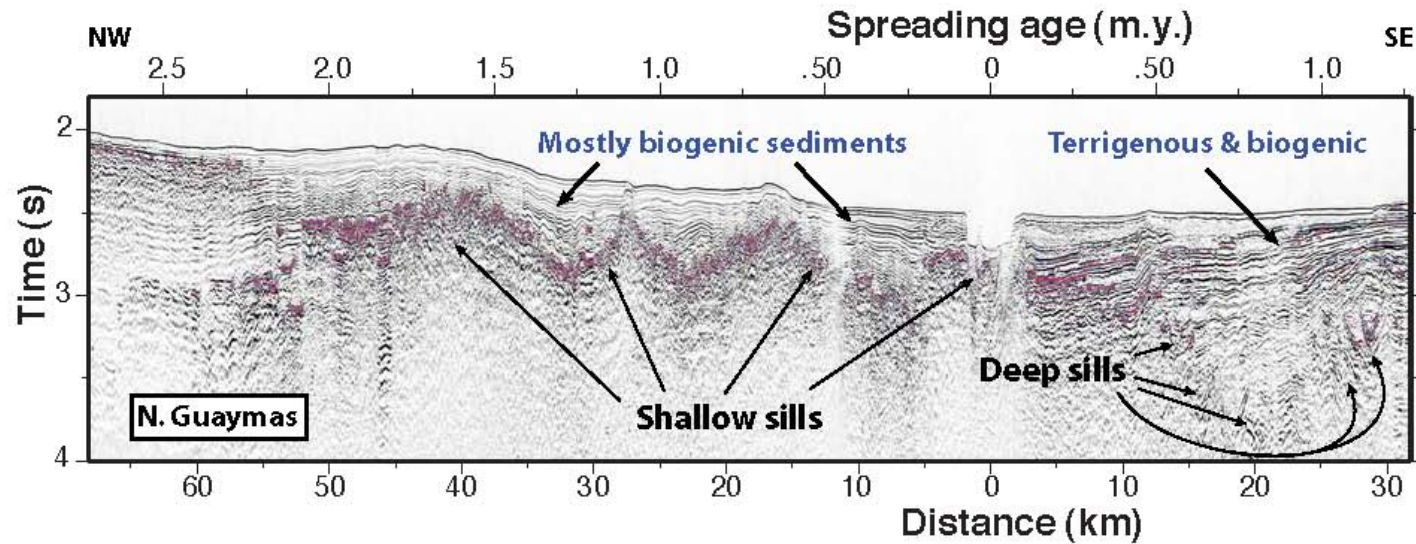 Spreading age (m.y.)
NW
SE
2.5 2.0 1.5 1.0 .50 0 .50 1.0
Mostly biogenic sediments
Terrigenous & biogenic
Time (s)
2
3
4
Deep sills
Shallow sills
N. Guaymas
60 50 40 30 20 10 0 10 20 30
Distance (km)